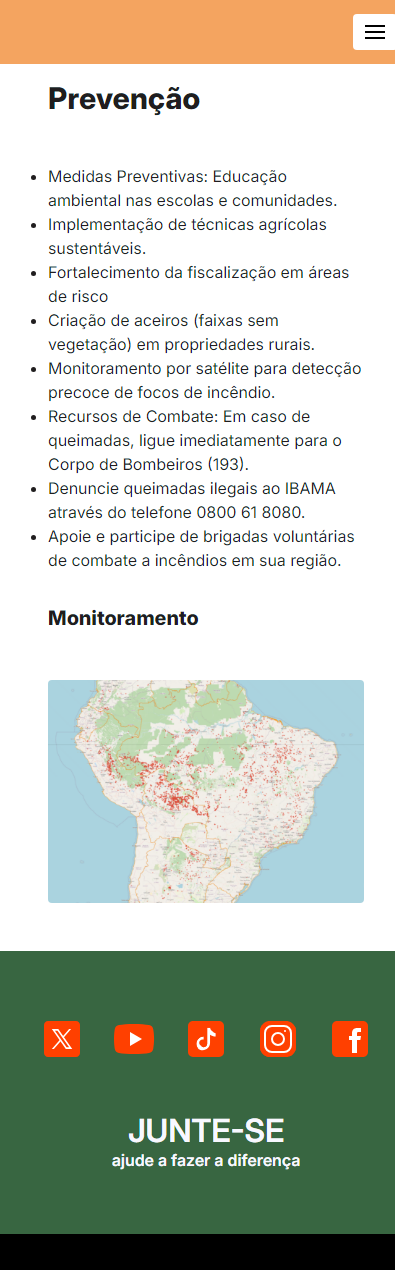 Prevenção
Medidas Preventivas: Educação
ambiental nas escolas e comunidades.
Implementação de técnicas agrícolas
sustentáveis.
Fortalecimento da fiscalização em áreas
de risco
Criação de aceiros (faixas sem
vegetação) em propriedades rurais.
Monitoramento por satélite para detecção
precoce de focos de incêndio.
Recursos de Combate: Em caso de
queimadas, ligue imediatamente para o
Corpo de Bombeiros (193).
Denuncie queimadas ilegais ao IBAMA
através do telefone 0800 61 8080.
Apoie e participe de brigadas voluntárias
de combate a incêndios em sua região.
Monitoramento
JUNTE-SE
ajude a fazer a diferença